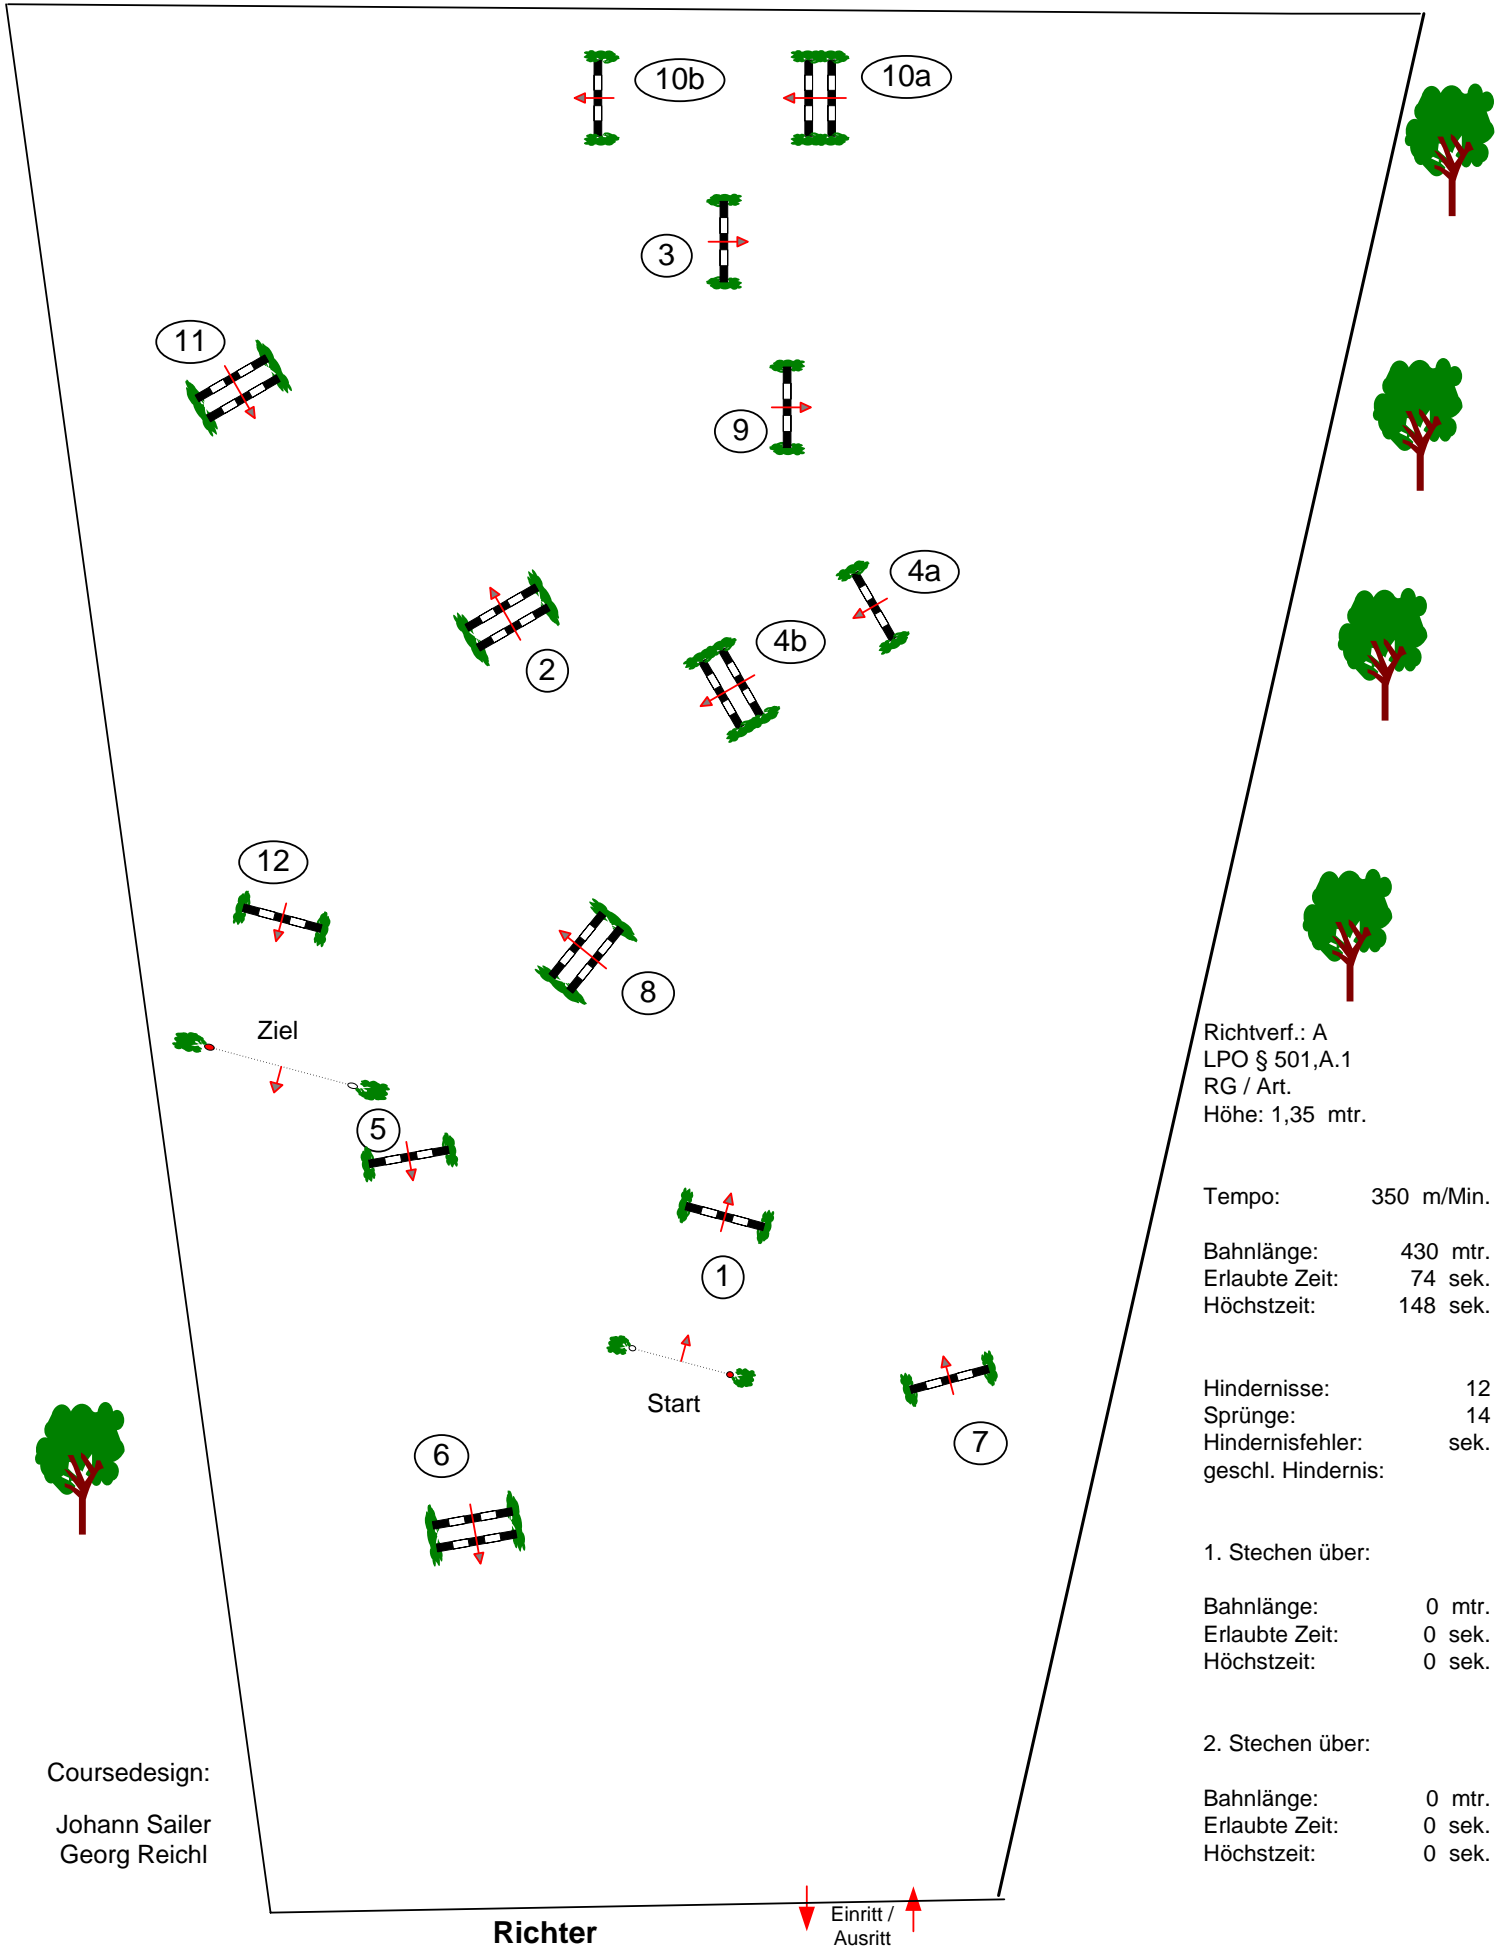 10b
10a
3
11
9
4a
4b
2
12
8
Ziel
5
1
Start
7
6
Richtverf.: A
LPO § 501,A.1
RG / Art.
Höhe: 1,35 mtr.
Tempo: 350 m/Min.
Bahnlänge: 430 mtr.
Erlaubte Zeit: 74 sek.
Höchstzeit: 148 sek.
Hindernisse: 12
Sprünge: 14
Hindernisfehler: sek.
geschl. Hindernis:
1. Stechen über:
Bahnlänge: 0 mtr.
Erlaubte Zeit: 0 sek.
Höchstzeit: 0 sek.
2. Stechen über:
Bahnlänge: 0 mtr.
Erlaubte Zeit: 0 sek.
Höchstzeit: 0 sek.
Coursedesign:
Johann Sailer
Georg Reichl
Richter
Einritt /
Ausritt